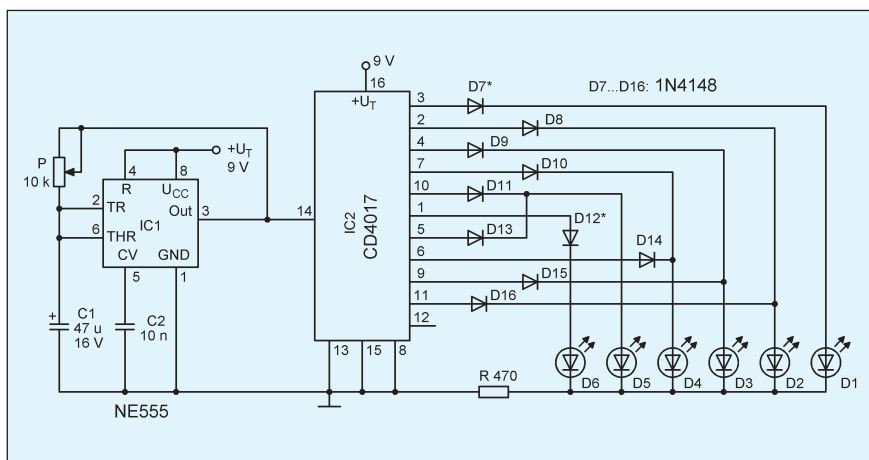 9 V
16
+U_T
D7*
D7...D16: 1N4148
3
2
D8
4
D9
7
D10
10
D11
1
D12*
5
D13
6
D14
9
D15
11
D16
12
14
IC2
CD4017
13
15
8
+U_T
9 V
P
10 k
4
8
R
U_CC
2
TR
Out
3
IC1
6
THR
CV
GND
5
1
+
C1
47 u
16 V
C2
10 n
R 470
D6
D5
D4
D3
D2
D1
NE555